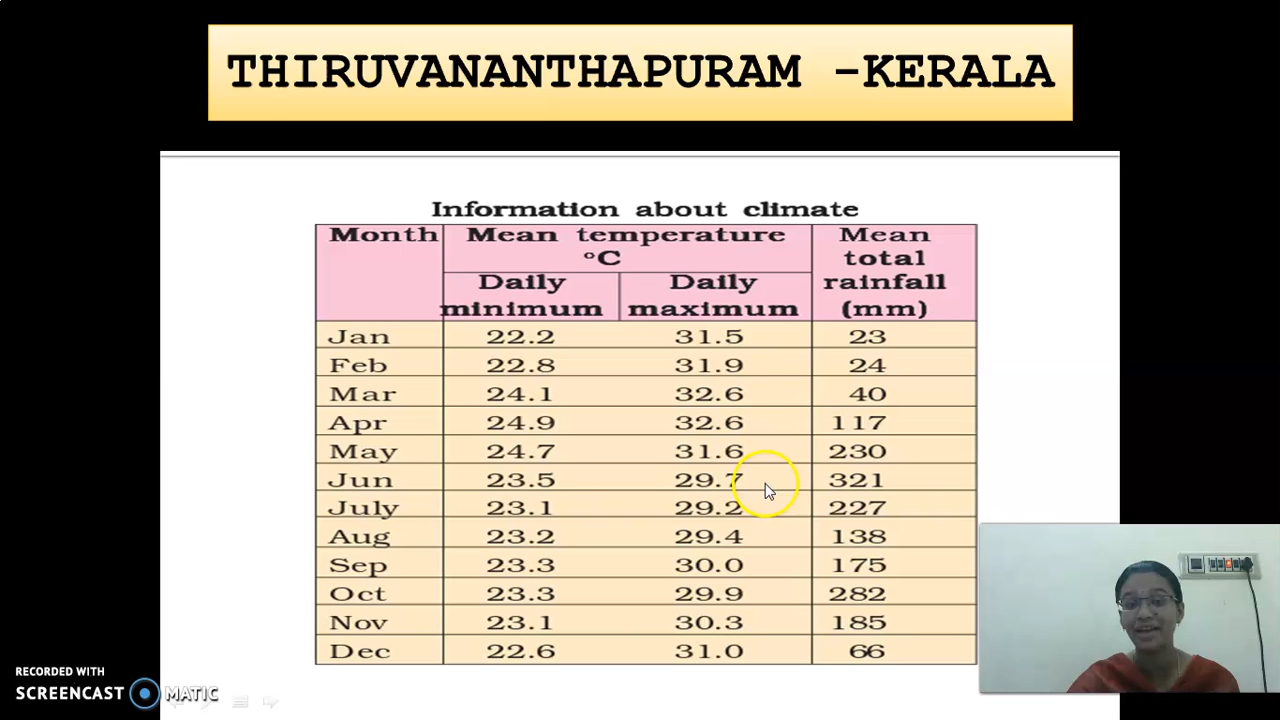 THIRUVANANTHAPURAM -KERALA
Information about climate
Month Mean temperature Mean
°C total
Daily Daily rainfall
minimum maximum (mm)
Jan 22.2 31.5 23
Feb 22.8 31.9 24
Mar 24.1 32.6 40
Apr 24.9 32.6 117
May 24.7 31.6 230
Jun 23.5 29.7 321
July 23.1 29.2 227
Aug 23.2 29.4 138
Sep 23.3 30.0 175
Oct 23.3 29.9 282
Nov 23.1 30.3 185
Dec 22.6 31.0 66
RECORDED WITH
SCREENCAST MATIC